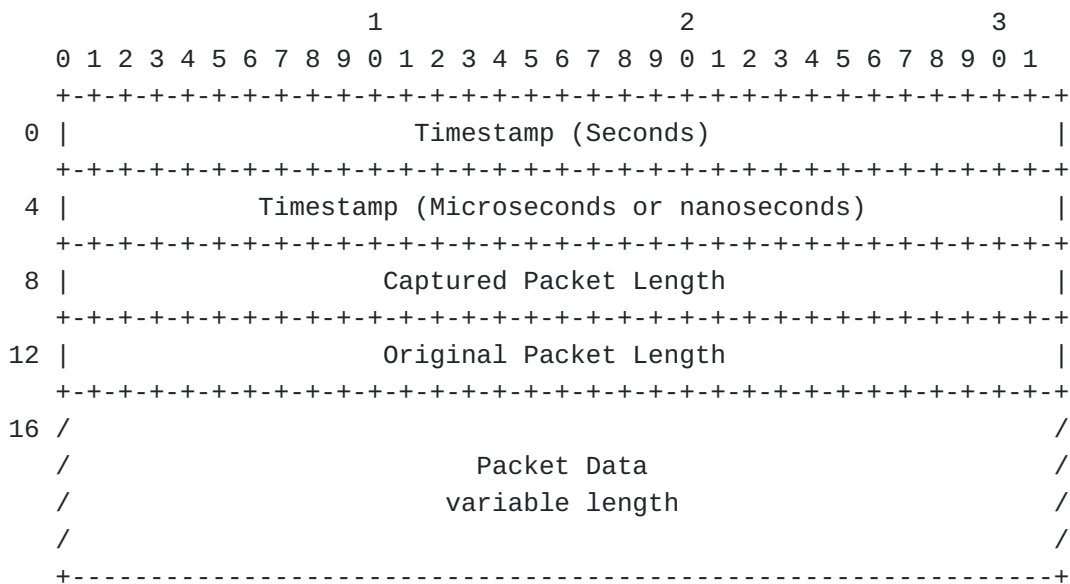 1                   2                   3
    0 1 2 3 4 5 6 7 8 9 0 1 2 3 4 5 6 7 8 9 0 1 2 3 4 5 6 7 8 9 0 1
    +-+-+-+-+-+-+-+-+-+-+-+-+-+-+-+-+-+-+-+-+-+-+-+-+-+-+-+-+-+-+-+-+
  0 |                      Timestamp (Seconds)                      |
    +-+-+-+-+-+-+-+-+-+-+-+-+-+-+-+-+-+-+-+-+-+-+-+-+-+-+-+-+-+-+-+-+
  4 |            Timestamp (Microseconds or nanoseconds)            |
    +-+-+-+-+-+-+-+-+-+-+-+-+-+-+-+-+-+-+-+-+-+-+-+-+-+-+-+-+-+-+-+-+
  8 |                    Captured Packet Length                     |
    +-+-+-+-+-+-+-+-+-+-+-+-+-+-+-+-+-+-+-+-+-+-+-+-+-+-+-+-+-+-+-+-+
 12 |                    Original Packet Length                     |
    +-+-+-+-+-+-+-+-+-+-+-+-+-+-+-+-+-+-+-+-+-+-+-+-+-+-+-+-+-+-+-+-+
 16 /                                                               /
    /                          Packet Data                          /
    /                        variable length                        /
    /                                                               /
    +---------------------------------------------------------------+